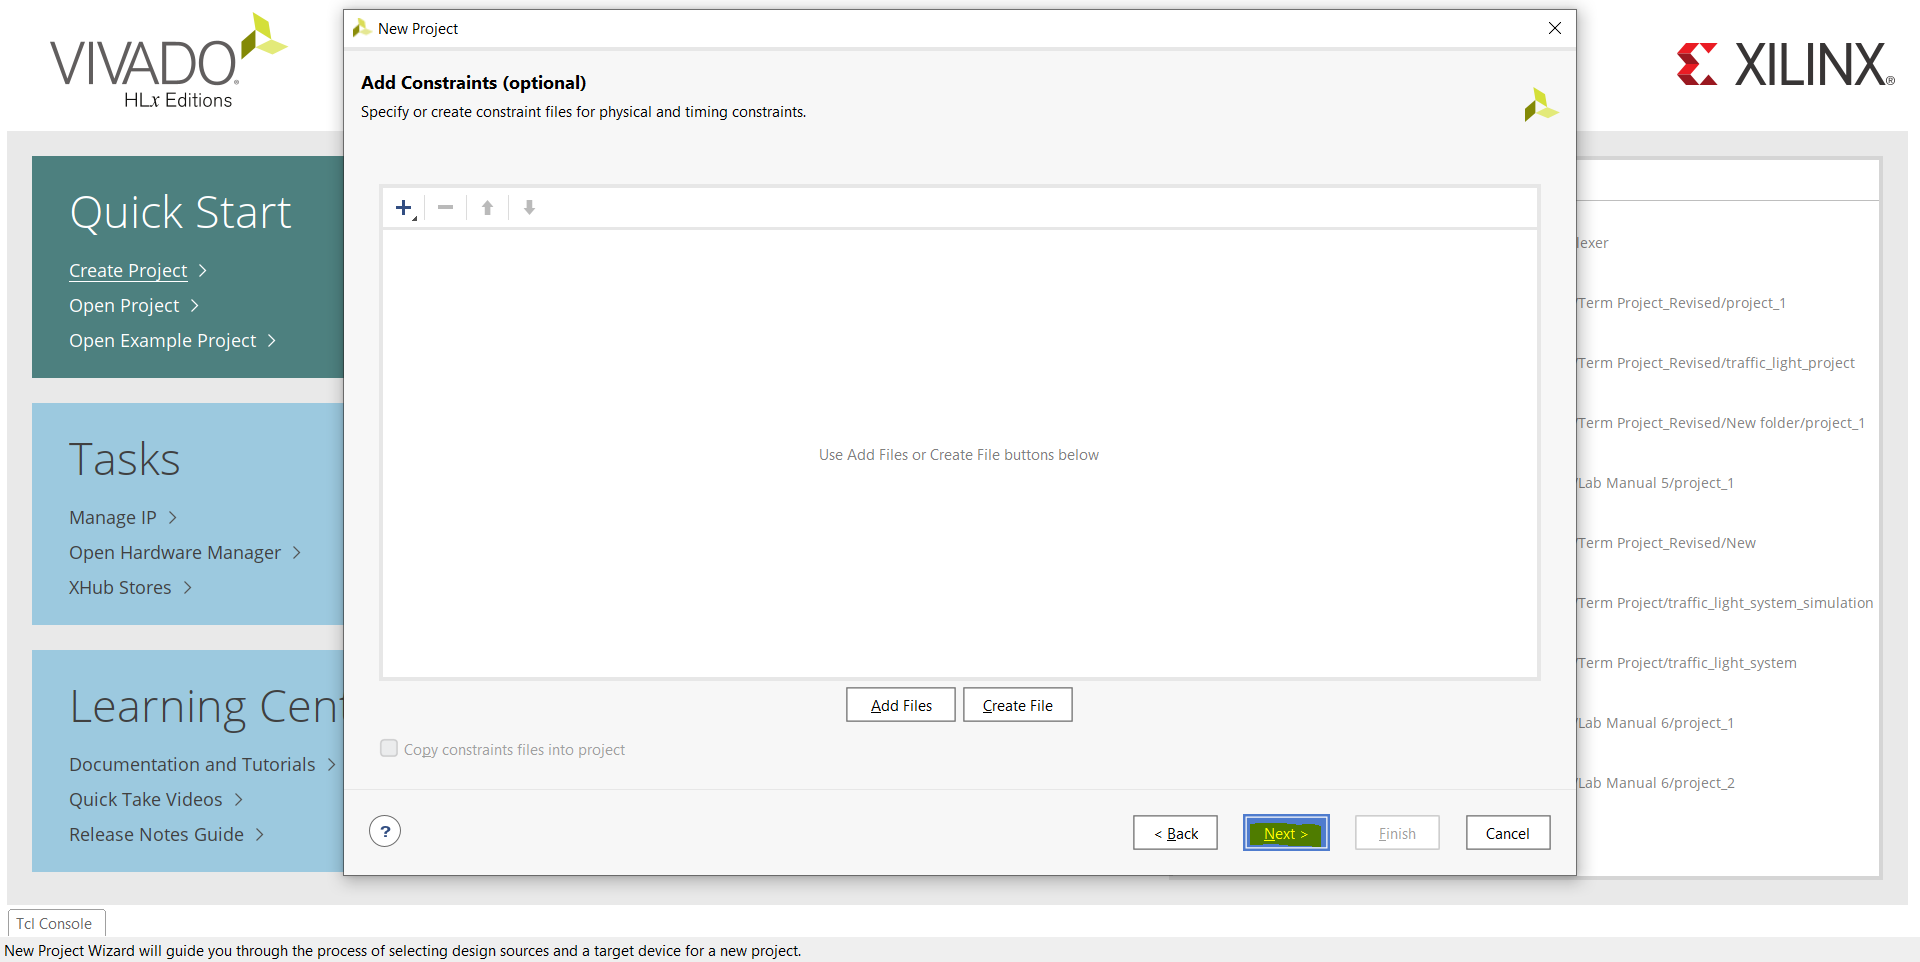 VIVADO®
HLx Editions
XILINX®
New Project
Add Constraints (optional)
Specify or create constraint files for physical and timing constraints.
Use Add Files or Create File buttons below
Add Files
Create File
Copy constraints files into project
?
< Back
Next >
Finish
Cancel
Quick Start
Create Project >
Open Project >
Open Example Project >
Tasks
Manage IP >
Open Hardware Manager >
XHub Stores >
Learning Cent
Documentation and Tutorials >
Quick Take Videos >
Release Notes Guide >
lexer
/Term Project_Revised/project_1
/Term Project_Revised/traffic_light_project
/Term Project_Revised/New folder/project_1
/Lab Manual 5/project_1
/Term Project_Revised/New
/Term Project/traffic_light_system_simulation
/Term Project/traffic_light_system
/Lab Manual 6/project_1
/Lab Manual 6/project_2
Tcl Console
New Project Wizard will guide you through the process of selecting design sources and a target device for a new project.